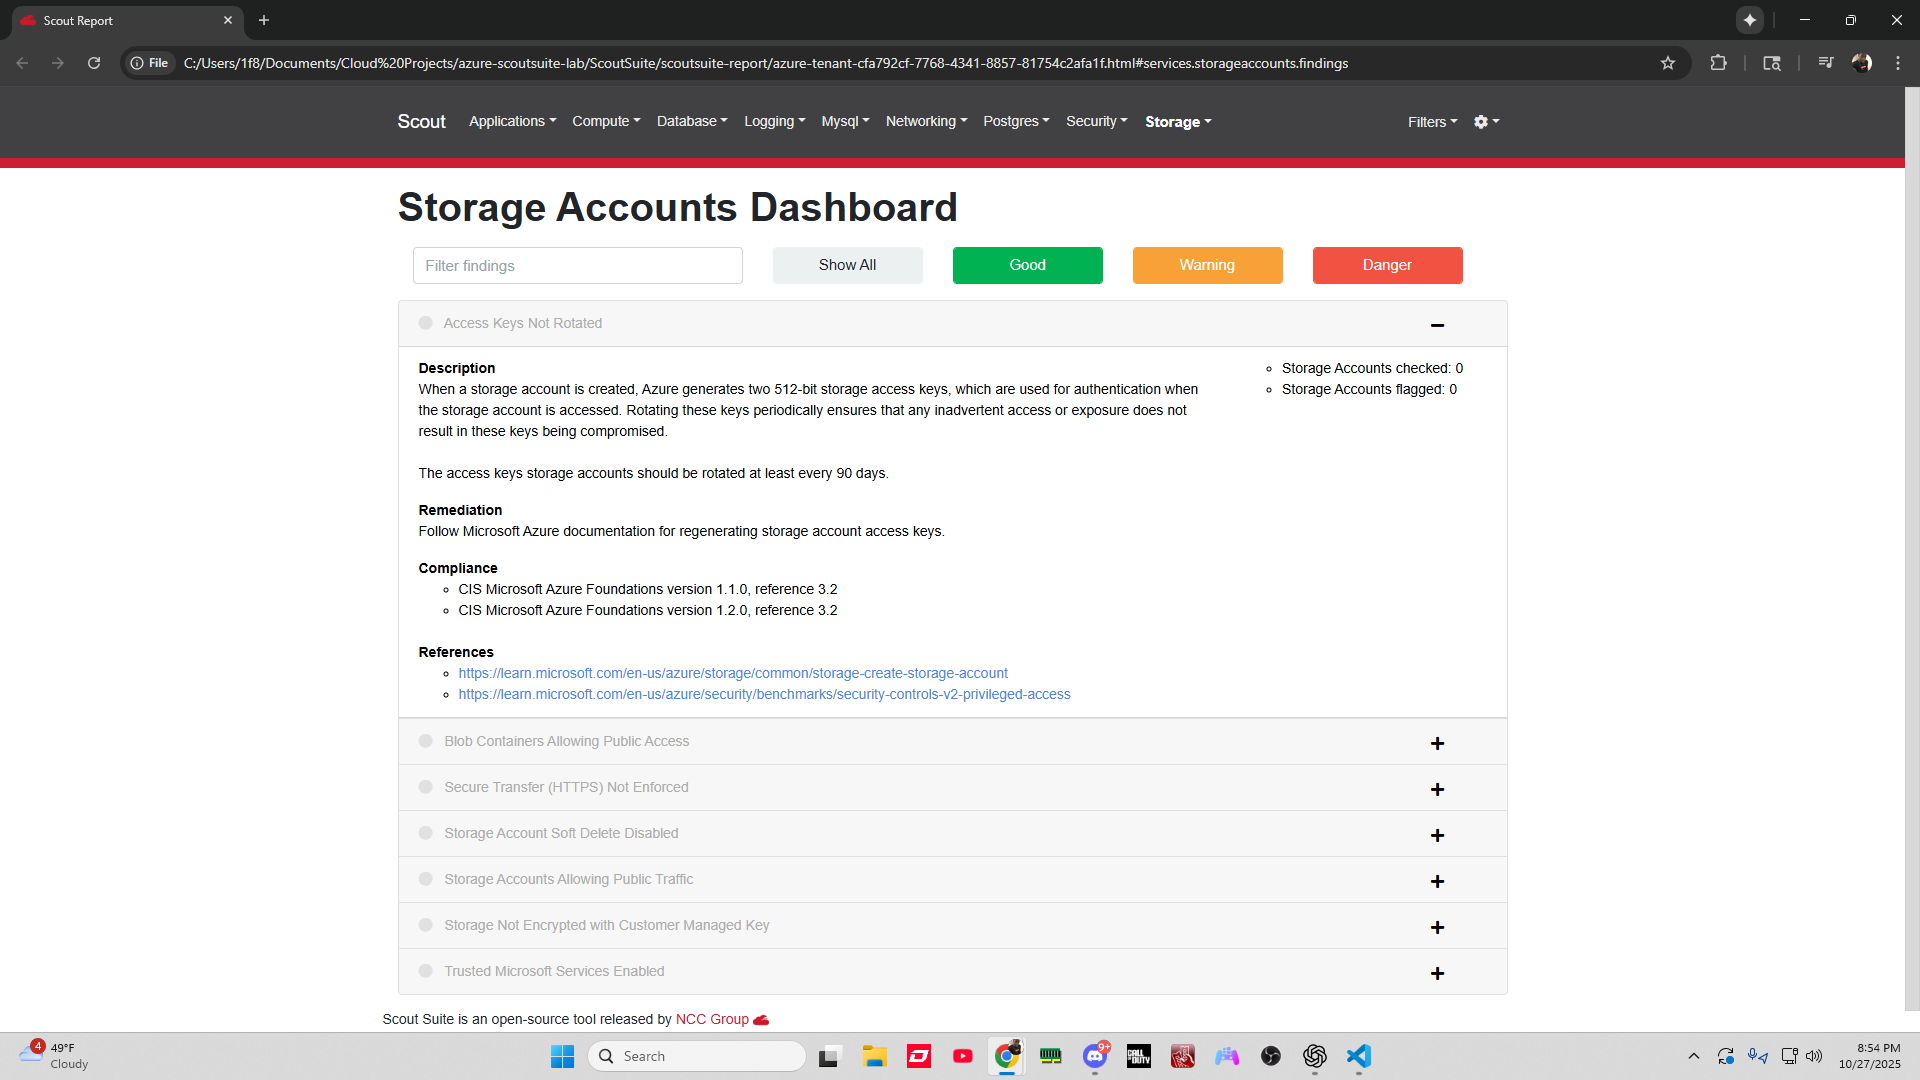 Scout Report
File
C:/Users/1f8/Documents/Cloud%20Projects/azure-scoutsuite-lab/ScoutSuite/scoutsuite-report/azure-tenant-cfa792cf-7768-4341-8857-81754c2afa1f.html#services.storageaccounts.findings
Scout Applications Compute Database Logging Mysql Networking Postgres Security Storage Filters
Storage Accounts Dashboard
Filter findings
Show All
Good
Warning
Danger
Access Keys Not Rotated
Description
When a storage account is created, Azure generates two 512-bit storage access keys, which are used for authentication when
the storage account is accessed. Rotating these keys periodically ensures that any inadvertent access or exposure does not
result in these keys being compromised.
The access keys storage accounts should be rotated at least every 90 days.
Storage Accounts checked: 0
Storage Accounts flagged: 0
Remediation
Follow Microsoft Azure documentation for regenerating storage account access keys.
Compliance
CIS Microsoft Azure Foundations version 1.1.0, reference 3.2
CIS Microsoft Azure Foundations version 1.2.0, reference 3.2
References
https://learn.microsoft.com/en-us/azure/storage/common/storage-create-storage-account
https://learn.microsoft.com/en-us/azure/security/benchmarks/security-controls-v2-privileged-access
Blob Containers Allowing Public Access
Secure Transfer (HTTPS) Not Enforced
Storage Account Soft Delete Disabled
Storage Accounts Allowing Public Traffic
Storage Not Encrypted with Customer Managed Key
Trusted Microsoft Services Enabled
Scout Suite is an open-source tool released by NCC Group
4
49°F
Cloudy
Search
9+
CALL OF DUTY
8:54 PM
10/27/2025